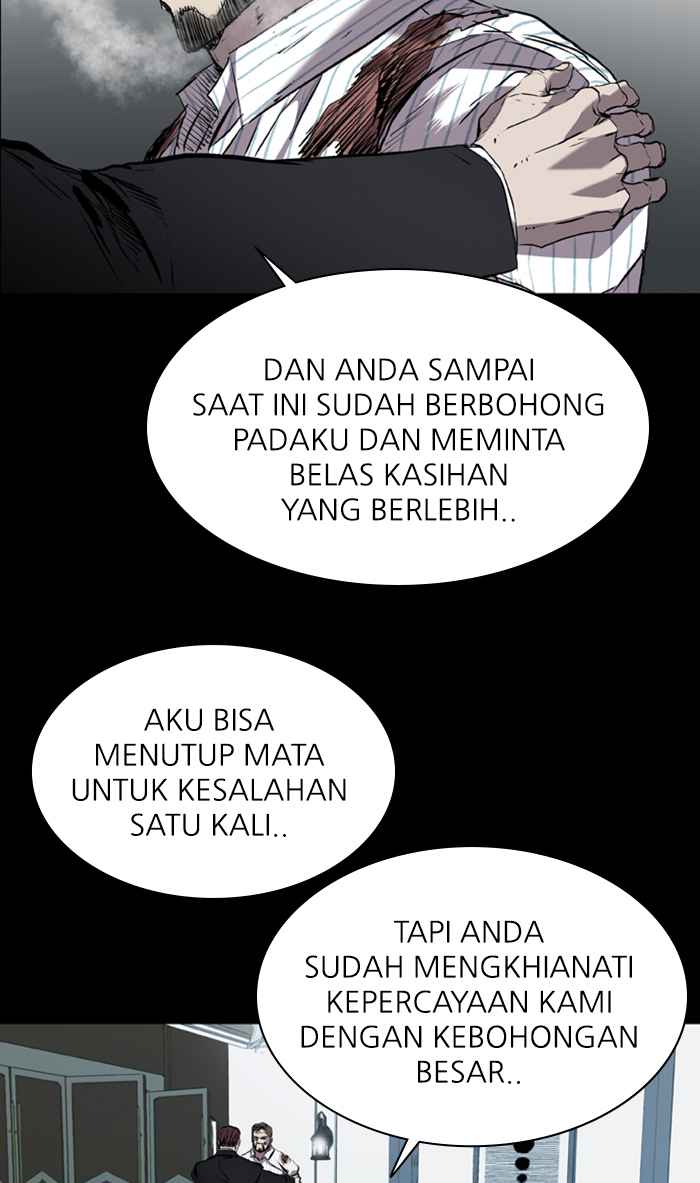 DAN ANDA SAMPAI
SAAT INI SUDAH BERBOHONG
PADAKU DAN MEMINTA
BELAS KASIHAN
YANG BERLEBIH..
AKU BISA
MENUTUP MATA
UNTUK KESALAHAN
SATU KALI..
TAPI ANDA
SUDAH MENGKHIANATI
KEPERCAYAAN KAMI
DENGAN KEBOHONGAN
BESAR..